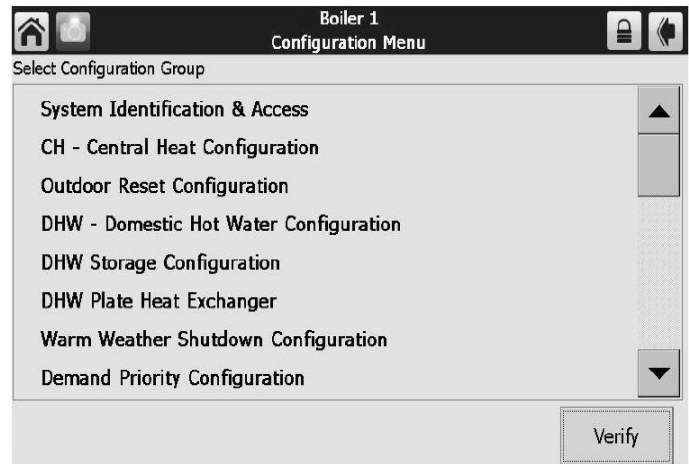 Boiler 1
Configuration Menu
Select Configuration Group
System Identification & Access
CH - Central Heat Configuration
Outdoor Reset Configuration
DHW - Domestic Hot Water Configuration
DHW Storage Configuration
DHW Plate Heat Exchanger
Warm Weather Shutdown Configuration
Demand Priority Configuration
Verify